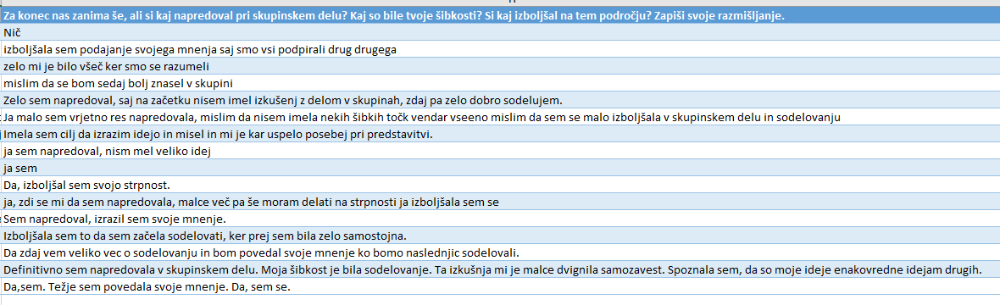 Za konec nas zanima še, ali si kaj napredoval pri skupinskem delu? Kaj so bile tvoje šibkosti? Si kaj izboljšal na tem področju? Zapiši svoje razmišljanje.
Nič
izboljšala sem podajanje svojega mnenja saj smo vsi podpirali drug drugega
zelo mi je bilo všeč ker smo se razumeli
mislim da se bom sedaj bolj znasel v skupini
Zelo sem napredoval, saj na začetku nisem imel izkušenj z delom v skupinah, zdaj pa zelo dobro sodelujem.
Ja malo sem vrjetno res napredovala, mislim da nisem imela nekih šibkih točk vendar vseeno mislim da sem se malo izboljšala v skupinskem delu in sodelovanju
Imela sem cilj da izrazim idejo in misel in mi je kar uspelo posebej pri predstavitvi.
ja sem napredoval, nism mel veliko idej
ja sem
Da, izboljšal sem svojo strpnost.
ja, zdi se mi da sem napredovala, malce več pa še moram delati na strpnosti ja izboljšala sem se
Sem napredoval, izrazil sem svoje mnenje.
Izboljšala sem to da sem začela sodelovati, ker prej sem bila zelo samostojna.
Da zdaj vem veliko vec o sodelovanju in bom povedal svoje mnenje ko bomo naslednjic sodelovali.
Definitivno sem napredovala v skupinskem delu. Moja šibkost je bila sodelovanje. Ta izkušnja mi je malce dvignila samozavest. Spoznala sem, da so moje ideje enakovredne idejam drugih.
Da,sem. Težje sem povedala svoje mnenje. Da, sem se.